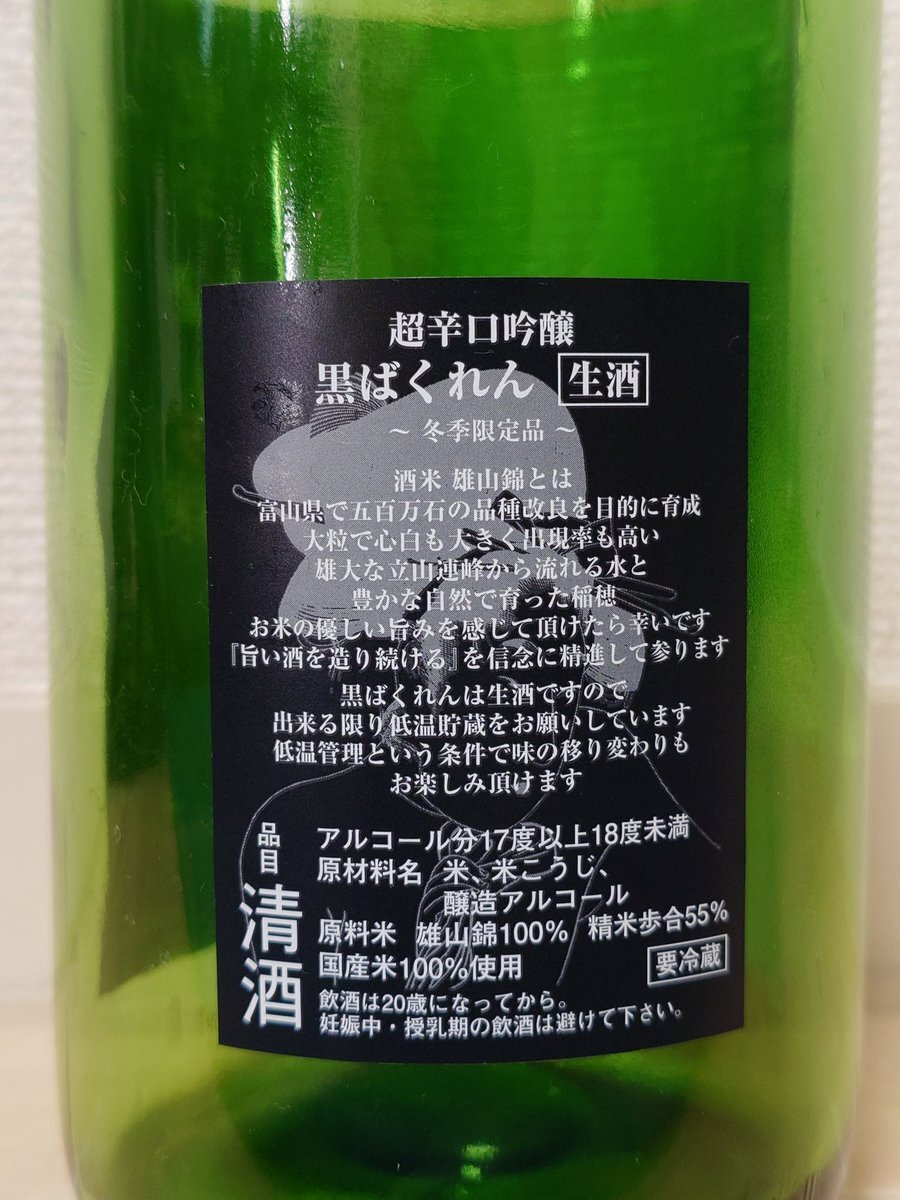 超辛口吟醸
黒ばくれん 生酒
～ 冬季限定品 ～
酒米 雄山錦とは
富山県で五百万石の品種改良を目的に育成
大粒で心白も大きく出現率も高い
雄大な立山連峰から流れる水と
豊かな自然で育った稲穂
お米の優しい旨みを感じて頂けたら幸いです
『旨い酒を造り続ける』を信念に精進して参ります
黒ばくれんは生酒ですので
出来る限り低温貯蔵をお願いしています
低温管理という条件で味の移り変わりも
お楽しみ頂けます
品目
清酒
アルコール分17度以上18度未満
原材料名 米、米こうじ、
醸造アルコール
原料米 雄山錦100% 精米歩合55%
国産米100%使用 要冷蔵
飲酒は20歳になってから。
妊娠中・授乳期の飲酒は避けて下さい。